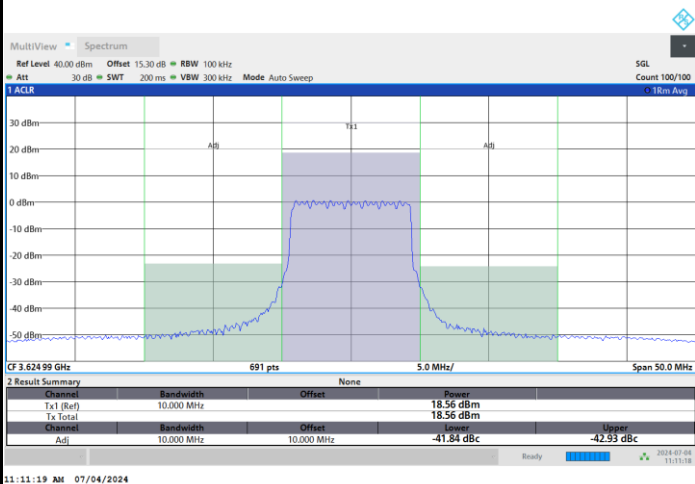 MultiView Spectrum
Ref Level 40.00 dBm Offset 15.30 dB RBW 100 kHz SGL
Att 30 dB SWT 200 ms VBW 300 kHz Mode Auto Sweep Count 100/100
1 ACLR 1Rm Avg
Tx1
Adj Adj
30 dBm
20 dBm
10 dBm
0 dBm
-10 dBm
-20 dBm
-30 dBm
-40 dBm
-50 dBm
CF 3.624 99 GHz 691 pts 5.0 MHz/ Span 50.0 MHz
2 Result Summary None
Channel Bandwidth Offset Power
Tx1 (Ref) 10.000 MHz 18.56 dBm
Tx Total 18.56 dBm
Channel Bandwidth Offset Lower Upper
Adj 10.000 MHz 10.000 MHz -41.84 dBc -42.93 dBc
Ready 2024-07-04
11:11:18
11:11:19 AM 07/04/2024